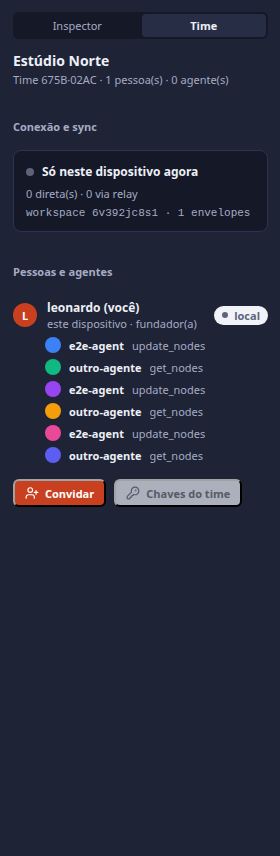 Inspector
Time
Estúdio Norte
Time 675B-02AC · 1 pessoa(s) · 0 agente(s)
Conexão e sync
Só neste dispositivo agora
0 direta(s) · 0 via relay
workspace 6v392jc8s1 · 1 envelopes
Pessoas e agentes
L
leonardo (você)
este dispositivo · fundador(a)
local
e2e-agent update_nodes
outro-agente get_nodes
e2e-agent update_nodes
outro-agente get_nodes
e2e-agent update_nodes
outro-agente get_nodes
Convidar
Chaves do time